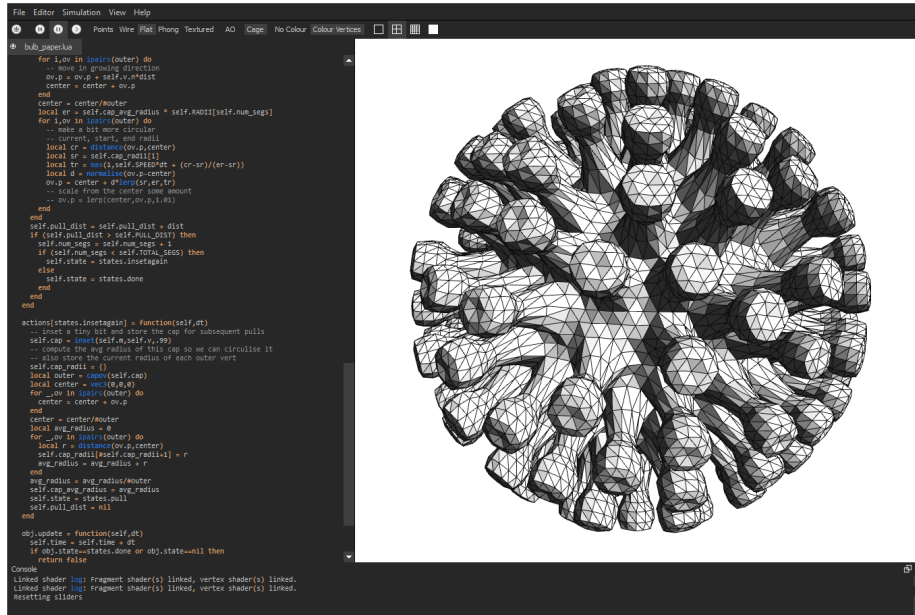 File Editor Simulation View Help
Points Wire Flat Phong Textured AO Cage No Colour Colour Vertices
bulb_paper.lua
for i,ov in ipairs(outer) do
-- move in growing direction
ov.p = ov.p + self.v.n*dist
center = center + ov.p
end
center = center/#outer
local er = self.cap_avg_radius * self.RADII[self.num_segs]
for i,ov in ipairs(outer) do
-- make a bit more circular
-- current, start, end radii
local cr = distance(ov.p,center)
local sr = self.cap_radii[i]
local tr = max(1,self.SPEED*dt + (cr-sr)/(er-sr))
local d = normalise(ov.p-center)
ov.p = center + d*lerp(sr,er,tr)
-- scale from the center some amount
-- ov.p = lerp(center,ov.p,1.01)
end
end
self.pull_dist = self.pull_dist + dist
if (self.pull_dist > self.PULL_DIST) then
self.num_segs = self.num_segs + 1
if (self.num_segs < self.TOTAL_SEGS) then
self.state = states.insetagain
else
self.state = states.done
end
end
end
actions[states.insetagain] = function(self,dt)
-- inset a tiny bit and store the cap for subsequent pulls
self.cap = inset(self.m,self.v,.99)
-- compute the avg radius of this cap so we can circulise it
-- also store the current radius of each outer vert
self.cap_radii = {}
local outer = capov(self.cap)
local center = vec3(0,0,0)
for _,ov in ipairs(outer) do
center = center + ov.p
end
center = center/#outer
local avg_radius = 0
for _,ov in ipairs(outer) do
local r = distance(ov.p,center)
self.cap_radii[#self.cap_radii+1] = r
avg_radius = avg_radius + r
end
avg_radius = avg_radius/#outer
self.cap_avg_radius = avg_radius
self.state = states.pull
self.pull_dist = nil
end
obj.update = function(self,dt)
self.time = self.time + dt
if obj.state==states.done or obj.state==nil then
return false
Console
Linked shader log: Fragment shader(s) linked, vertex shader(s) linked.
Linked shader log: Fragment shader(s) linked, vertex shader(s) linked.
Resetting sliders